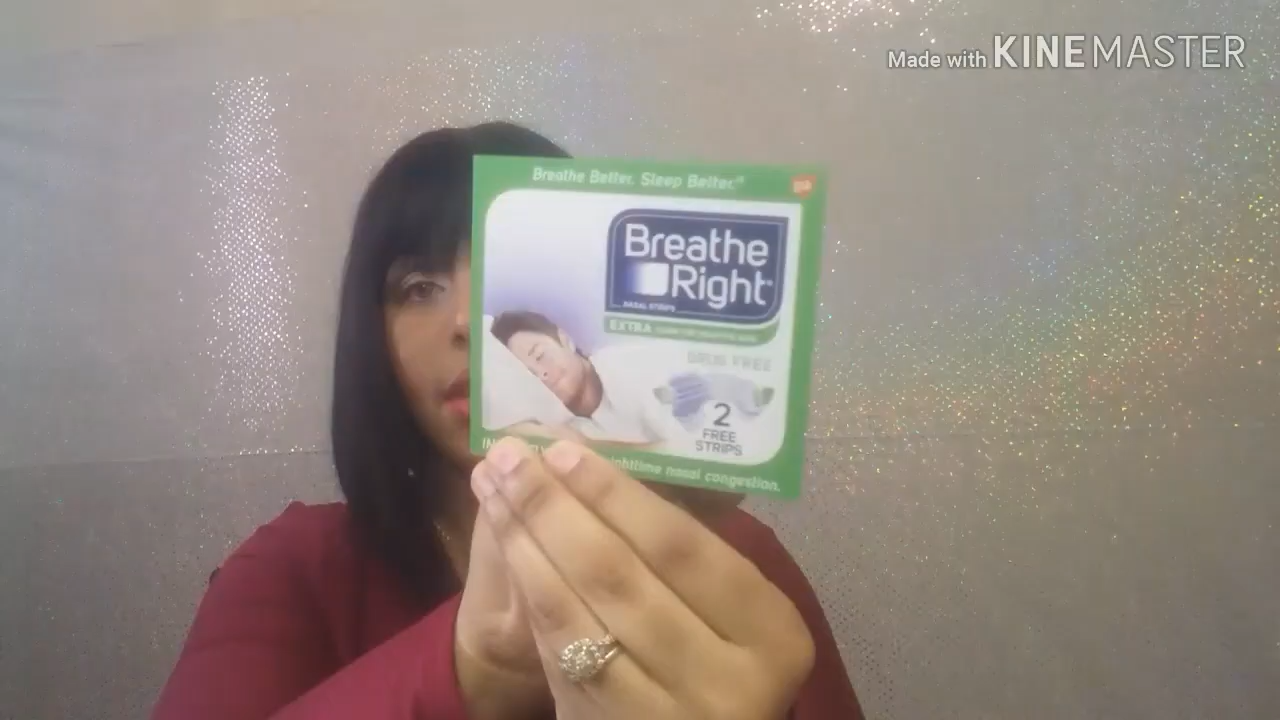 Made with KINEMASTER
Breathe Better. Sleep Better.®
gsk
Breathe
Right
NASAL STRIPS
EXTRA
DRUG FREE
2
FREE
STRIPS
nighttime nasal congestion.